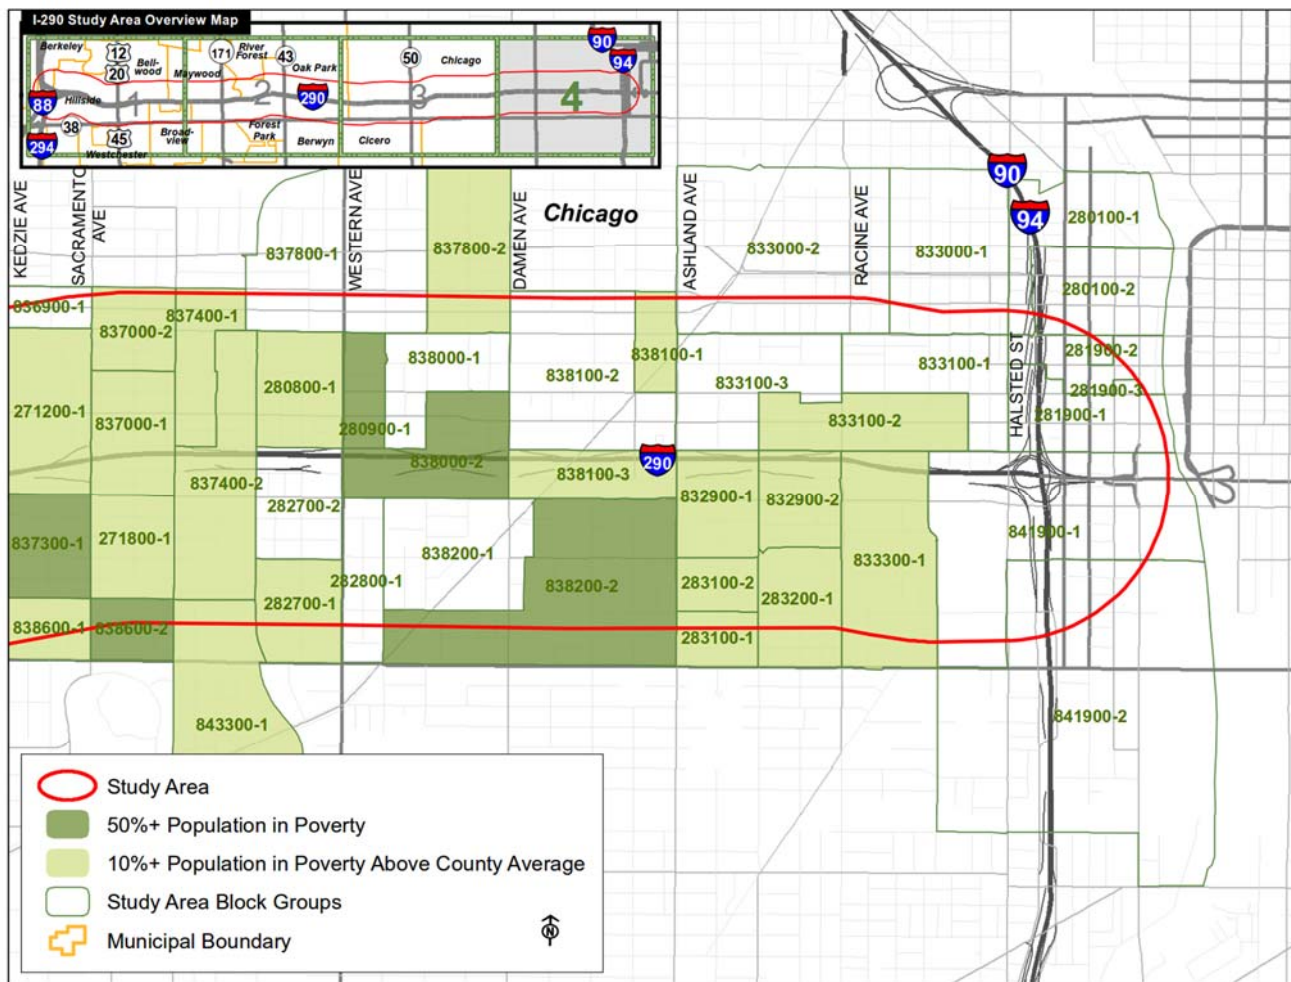 I-290 Study Area Overview Map
Berkeley
12
20
Bell-
wood
Maywood
171
River
Forest
43
Oak Park
50
Chicago
90
94
88
Hillside
1
2
290
3
4
38
294
45
Westchester
Broad-
view
Forest
Park
Berwyn
Cicero
KEDZIE AVE
SACRAMENTO
AVE
WESTERN AVE
DAMEN AVE
ASHLAND AVE
RACINE AVE
HALSTED ST
Chicago
90
94
290
837800-1
837800-2
833000-2
833000-1
280100-1
280100-2
836900-1
837000-2
837400-1
280800-1
838000-1
838100-1
838100-2
833100-3
833100-1
281900-2
281900-3
281900-1
271200-1
837000-1
280900-1
833100-2
838000-2
838100-3
837400-2
282700-2
832900-1
832900-2
837300-1
271800-1
838200-1
841900-1
833300-1
282800-1
838200-2
283100-2
282700-1
283200-1
838600-1
838600-2
283100-1
843300-1
841900-2
Study Area
50%+ Population in Poverty
10%+ Population in Poverty Above County Average
Study Area Block Groups
Municipal Boundary
N